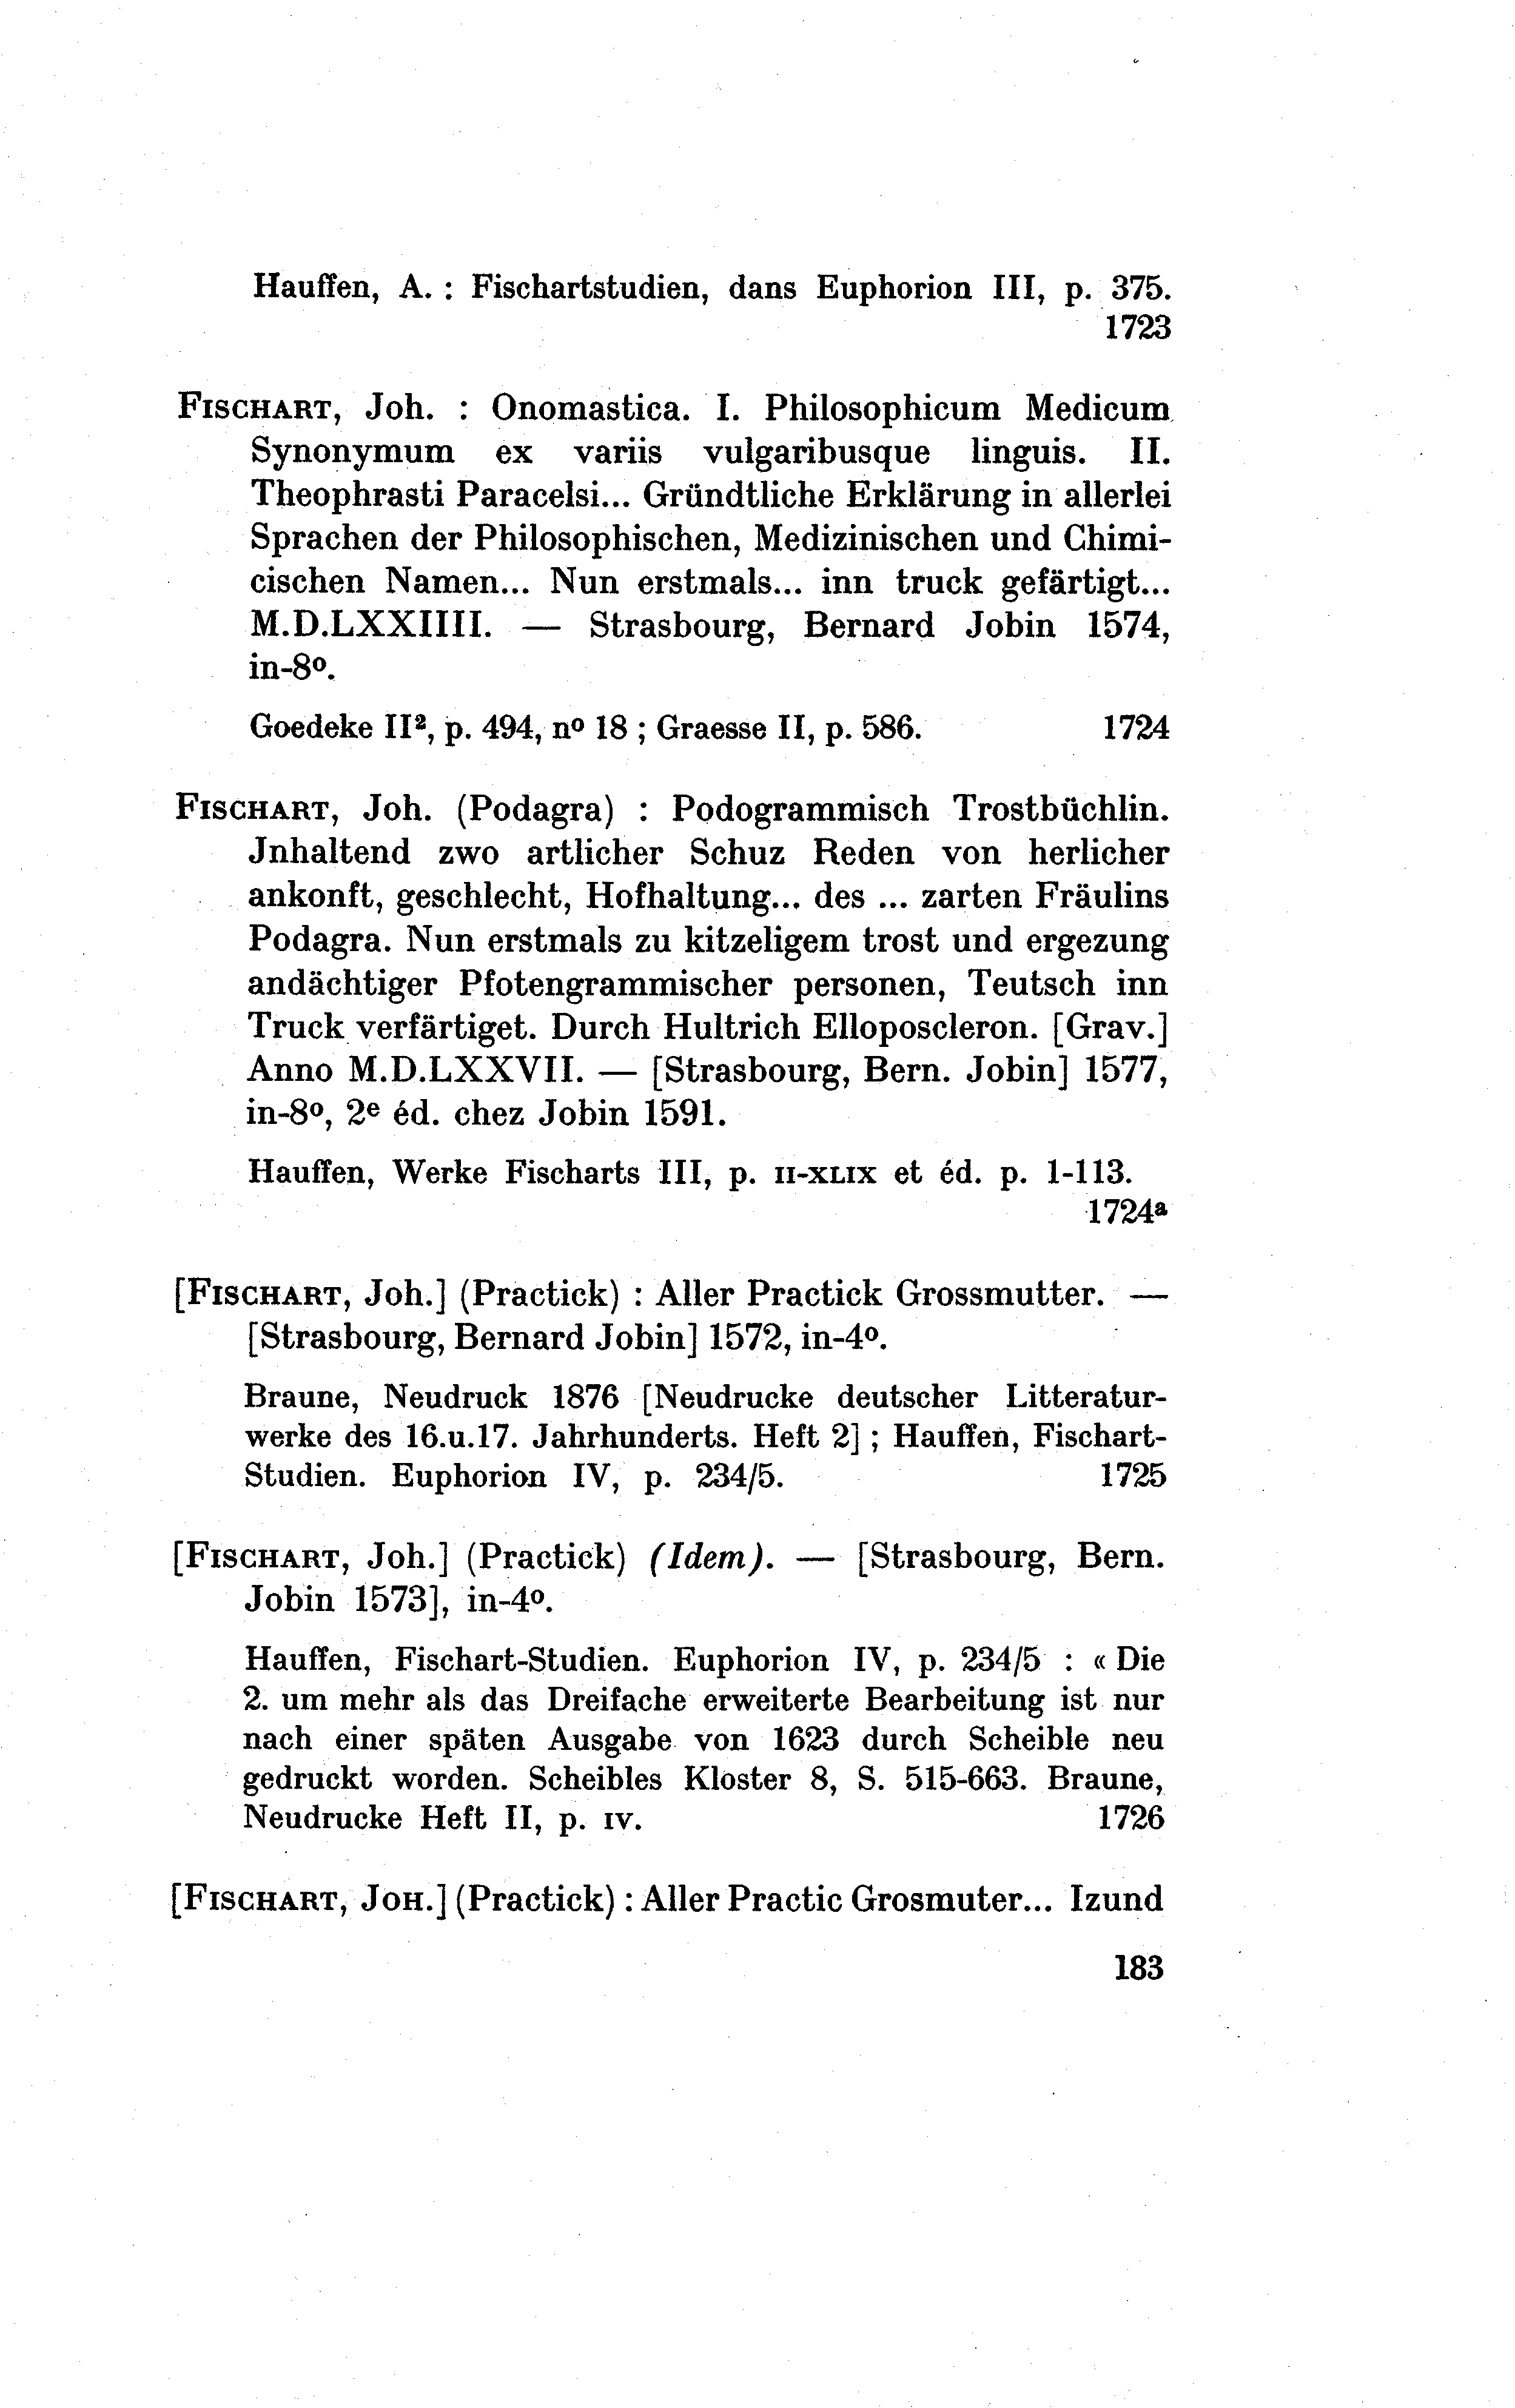 Hauffen, A. : Fischartstudien, dans Euphorion III, p. 375.
1723
FISCHART, Joh. : Onomastica. I. Philosophicum Medicum
Synonymum ex variis vulgaribusque linguis. II.
Theophrasti Paracelsi... Gründtliche Erklärung in allerlei
Sprachen der Philosophischen, Medizinischen und Chimi-
cischen Namen... Nun erstmals... inn truck gefärtigt...
M.D.LXXIIII. — Strasbourg, Bernard Jobin 1574,
in-8º.
Goedeke II², p. 494, nº 18 ; Graesse II, p. 586. 1724
FISCHART, Joh. (Podagra) : Podogrammisch Trostbüchlin.
Jnhaltend zwo artlicher Schuz Reden von herlicher
ankonft, geschlecht, Hofhaltung... des ... zarten Fräulins
Podagra. Nun erstmals zu kitzeligem trost und ergezung
andächtiger Pfotengrammischer personen, Teutsch inn
Truck verfärtiget. Durch Hultrich Elloposcleron. [Grav.]
Anno M.D.LXXVII. — [Strasbourg, Bern. Jobin] 1577,
in-8º, 2ᵉ éd. chez Jobin 1591.
Hauffen, Werke Fischarts III, p. II-XLIX et éd. p. 1-113.
1724ª
[FISCHART, Joh.] (Practick) : Aller Practick Grossmutter. —
[Strasbourg, Bernard Jobin] 1572, in-4º.
Braune, Neudruck 1876 [Neudrucke deutscher Litteratur-
werke des 16.u.17. Jahrhunderts. Heft 2] ; Hauffen, Fischart-
Studien. Euphorion IV, p. 234/5. 1725
[FISCHART, Joh.] (Practick) (Idem). — [Strasbourg, Bern.
Jobin 1573], in-4º.
Hauffen, Fischart-Studien. Euphorion IV, p. 234/5 : « Die
2. um mehr als das Dreifache erweiterte Bearbeitung ist nur
nach einer späten Ausgabe von 1623 durch Scheible neu
gedruckt worden. Scheibles Kloster 8, S. 515-663. Braune,
Neudrucke Heft II, p. IV. 1726
[FISCHART, JOH.] (Practick) : Aller Practic Grosmuter... Izund
183